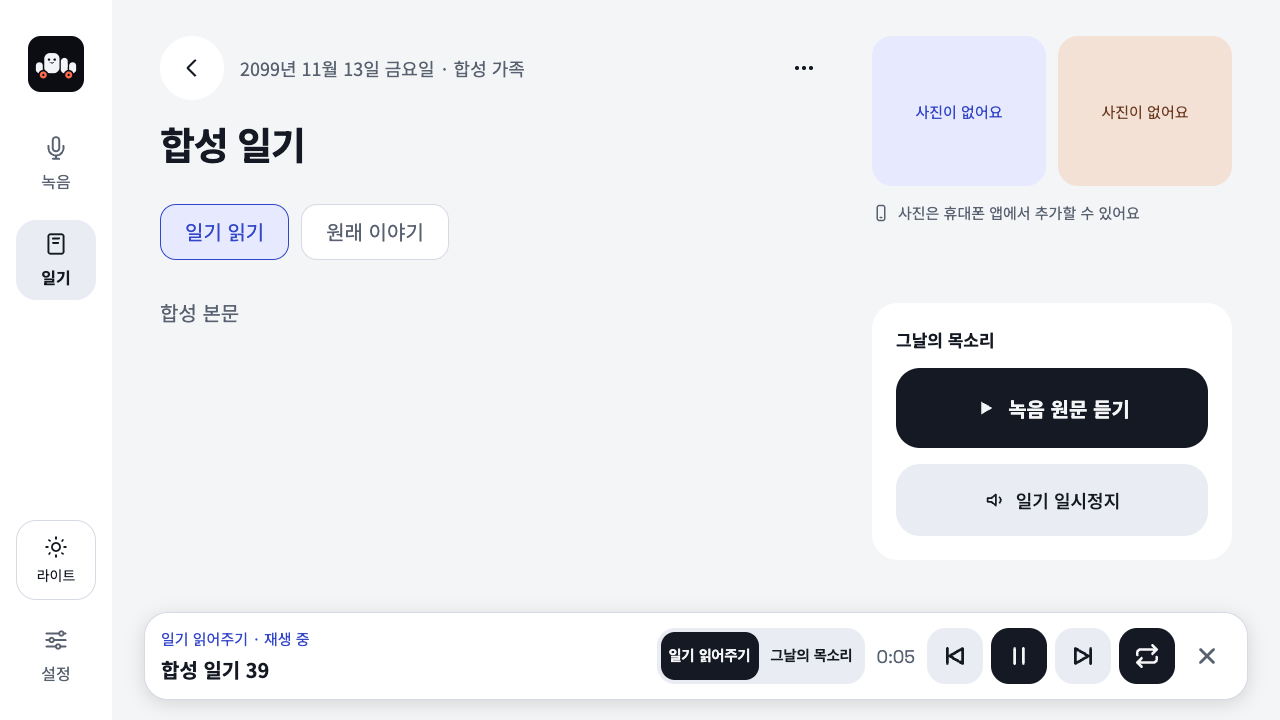 녹음
일기
라이트
설정
2099년 11월 13일 금요일 · 합성 가족
합성 일기
일기 읽기
원래 이야기
합성 본문
사진이 없어요
사진이 없어요
사진은 휴대폰 앱에서 추가할 수 있어요
그날의 목소리
녹음 원문 듣기
일기 일시정지
일기 읽어주기 · 재생 중
합성 일기 39
일기 읽어주기
그날의 목소리
0:05